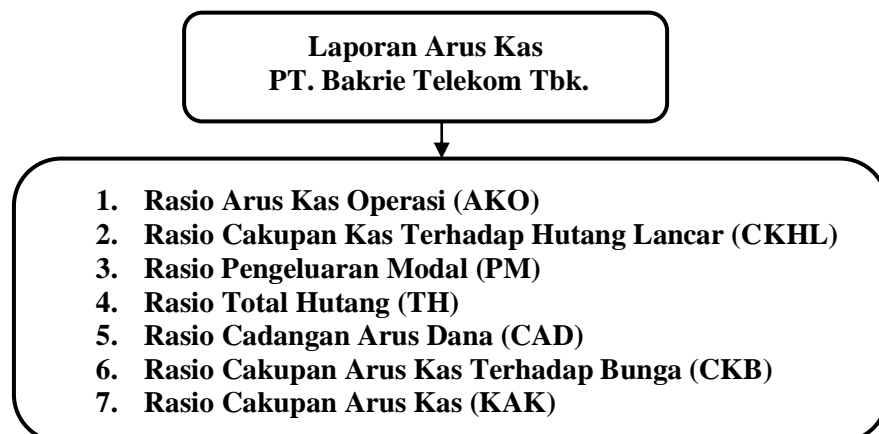 Laporan Arus Kas
PT. Bakrie Telekom Tbk.
1. Rasio Arus Kas Operasi (AKO)
2. Rasio Cakupan Kas Terhadap Hutang Lancar (CKHL)
3. Rasio Pengeluaran Modal (PM)
4. Rasio Total Hutang (TH)
5. Rasio Cadangan Arus Dana (CAD)
6. Rasio Cakupan Arus Kas Terhadap Bunga (CKB)
7. Rasio Cakupan Arus Kas (KAK)